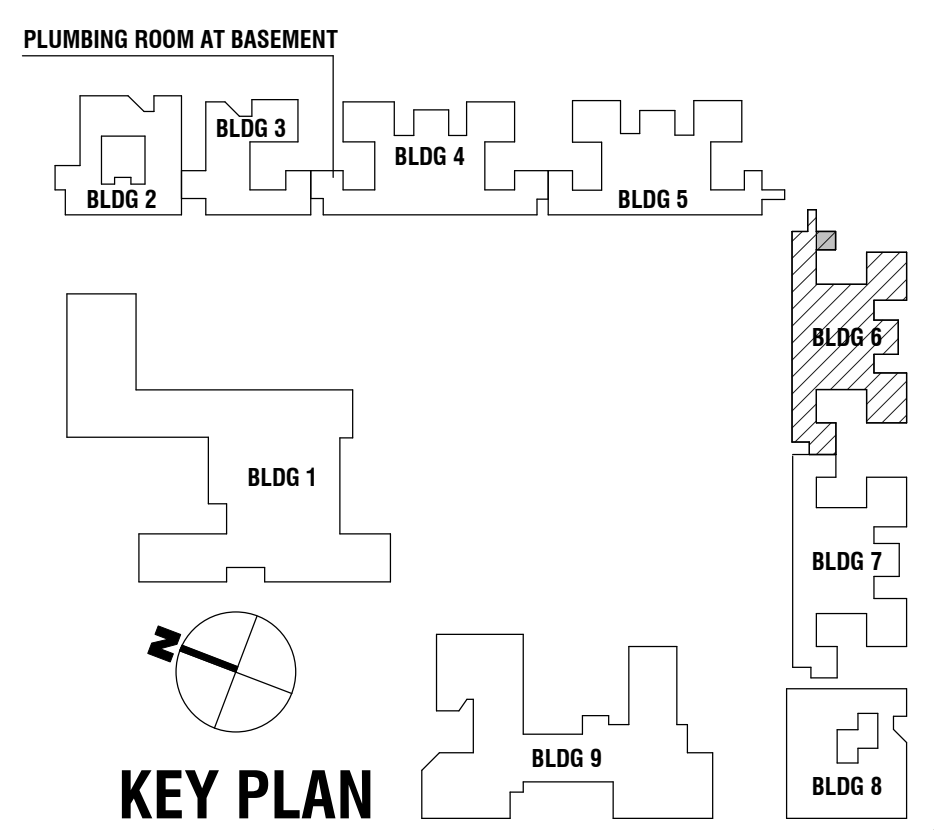 PLUMBING ROOM AT BASEMENT
BLDG 3
BLDG 4
BLDG 2
BLDG 5
BLDG 6
BLDG 1
BLDG 7
N
BLDG 9
BLDG 8
KEY PLAN